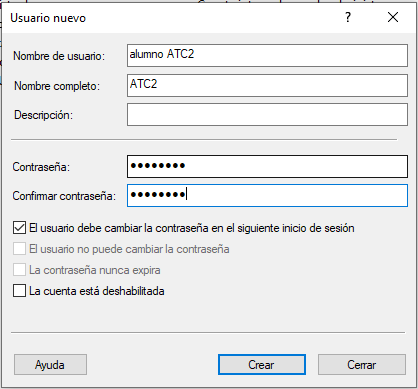 Usuario nuevo
Nombre de usuario: alumno ATC2
Nombre completo: ATC2
Descripción:
Contraseña: ●●●●●●●●
Confirmar contraseña: ●●●●●●●●
El usuario debe cambiar la contraseña en el siguiente inicio de sesión
El usuario no puede cambiar la contraseña
La contraseña nunca expira
La cuenta está deshabilitada
Ayuda Crear Cerrar